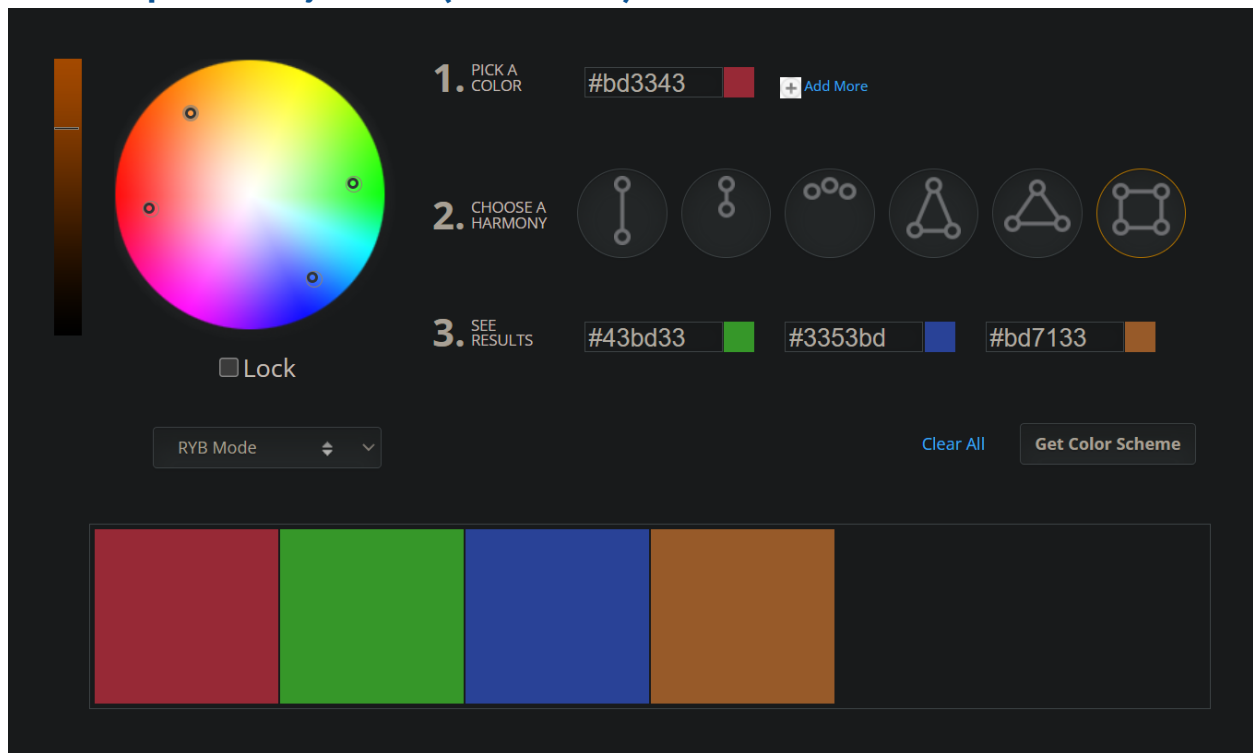 1. PICK A
COLOR
#bd3343
Add More
2. CHOOSE A
HARMONY
3. SEE
RESULTS
#43bd33
#3353bd
#bd7133
Lock
RYB Mode
Clear All
Get Color Scheme